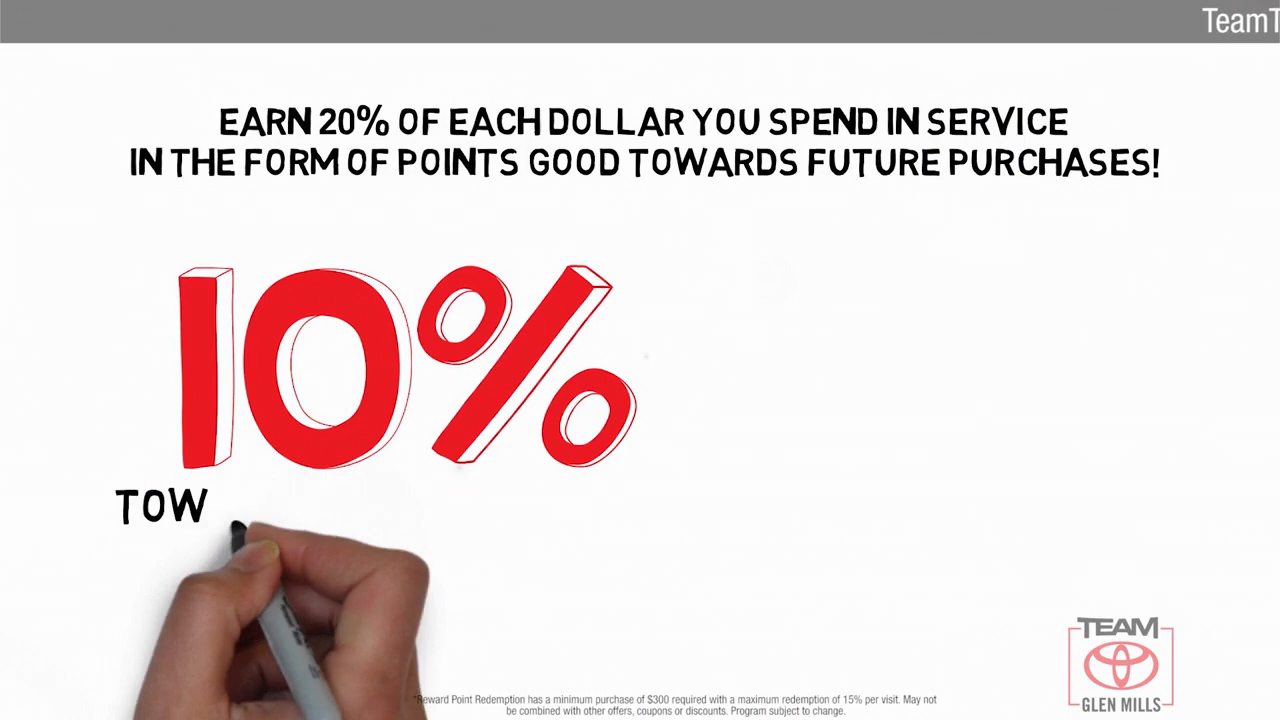 TeamT
EARN 20% OF EACH DOLLAR YOU SPEND IN SERVICE
IN THE FORM OF POINTS GOOD TOWARDS FUTURE PURCHASES!
10%
TOW
*Reward Point Redemption has a minimum purchase of $300 required with a maximum redemption of 15% per visit. May not
be combined with other offers, coupons or discounts. Program subject to change.
TEAM
GLEN MILLS